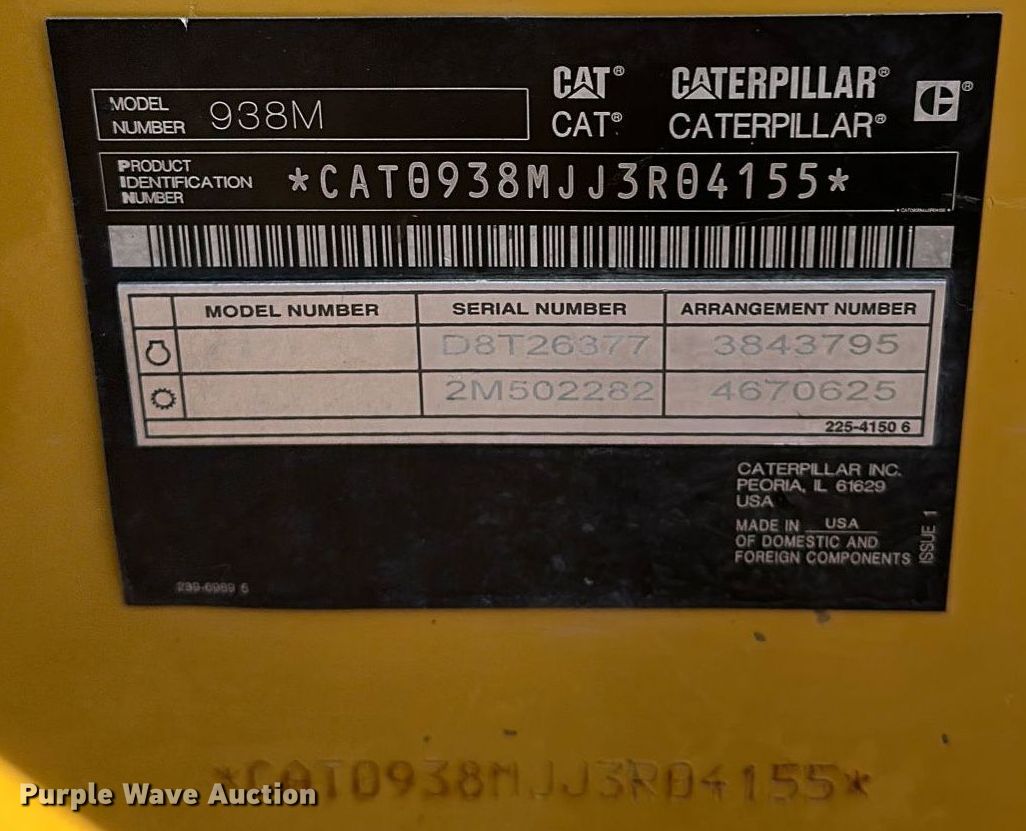 MODEL NUMBER 938M
CAT® CATERPILLAR®
CAT® CATERPILLAR®
PRODUCT IDENTIFICATION NUMBER *CAT0938MJJ3R04155*
MODEL NUMBER SERIAL NUMBER ARRANGEMENT NUMBER
D8T26377 3843795
2M502282 4670625
225-4150 6
CATERPILLAR INC.
PEORIA, IL 61629
USA
MADE IN USA
OF DOMESTIC AND
FOREIGN COMPONENTS
ISSUE 1
239-6989 6
*CAT0938MJJ3R04155*
Purple Wave Auction